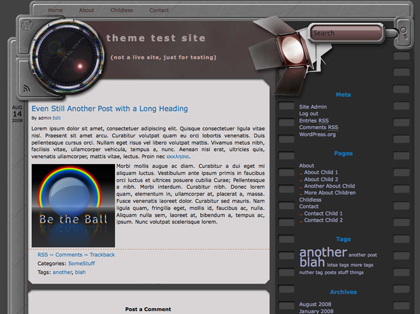 Home About Childless Contact
theme test site
(not a live site, just for testing)
Search
AUG
14
2008
Even Still Another Post with a Long Heading
By admin Edit
Lorem ipsum dolor sit amet, consectetuer adipiscing elit. Quisque consectetuer ligula vitae
nisl. Praesent sit amet arcu. Curabitur volutpat quam eu orci lobortis venenatis. Duis
pellentesque cursus orci. Nullam eget risus vel libero volutpat mattis. Vivamus metus nibh,
facilisis vitae, ullamcorper vehicula, tempus a, nunc. Aenean nisi erat, ultricies quis,
venenatis ullamcorper, mattis vitae, lectus. Proin nec
Morbi mollis augue ac diam. Curabitur a dui eget mi
aliquam luctus. Vestibulum ante ipsum primis in faucibus
orci luctus et ultrices posuere cubilia Curae; Pellentesque
a nibh. Morbi interdum. Curabitur nibh. Donec lorem
quam, elementum in, ullamcorper at, placerat a, massa.
Fusce venenatis laoreet dolor. Curabitur sed mauris. Nam
ligula quam, fringilla eget, mollis id, faucibus ac, nulla.
Aliquam nulla sem, laoreet at, bibendum a, tempus ac,
ipsum. Nunc volutpat scelerisque lorem.
Be the Ball
RSS ~ Comments ~ Trackback
Categories: SomeStuff
Tags: another, blah
Post a Comment
Meta
Site Admin
Log out
Entries RSS
Comments RSS
WordPress.org
Pages
About
About Child 1
About Child 2
Another About Child
More About Children
Childless
Contact
Contact Child 1
Contact Child 2
Tags
another another post
blah lotsa tags more tags
nuther tag posts stuff things
Archives
August 2008
January 2008